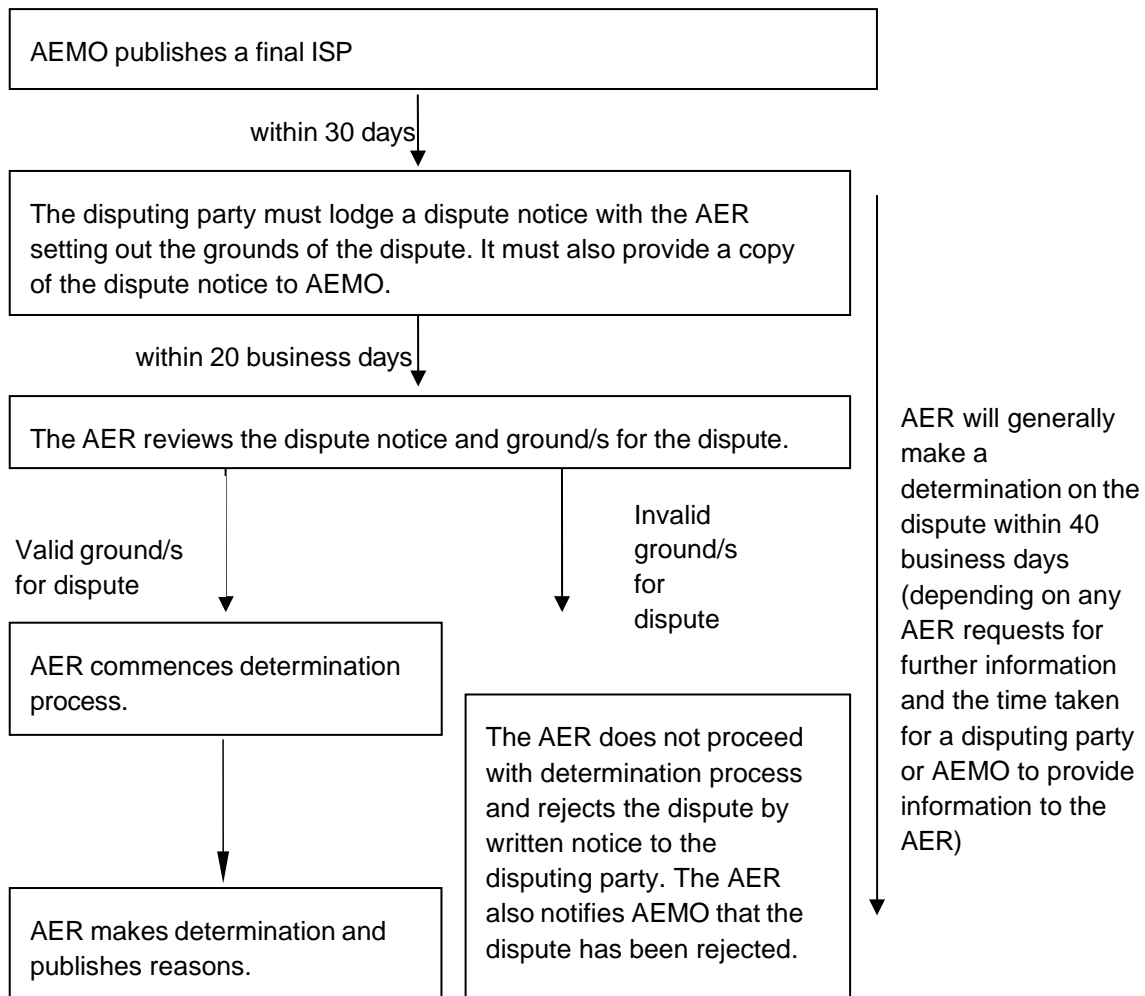 AEMO publishes a final ISP
within 30 days
The disputing party must lodge a dispute notice with the AER
setting out the grounds of the dispute. It must also provide a copy
of the dispute notice to AEMO.
within 20 business days
The AER reviews the dispute notice and ground/s for the dispute.
Valid ground/s
for dispute
Invalid
ground/s
for
dispute
AER commences determination
process.
The AER does not proceed
with determination process
and rejects the dispute by
written notice to the
disputing party. The AER
also notifies AEMO that the
dispute has been rejected.
AER makes determination and
publishes reasons.
AER will generally
make a
determination on the
dispute within 40
business days
(depending on any
AER requests for
further information
and the time taken
for a disputing party
or AEMO to provide
information to the
AER)